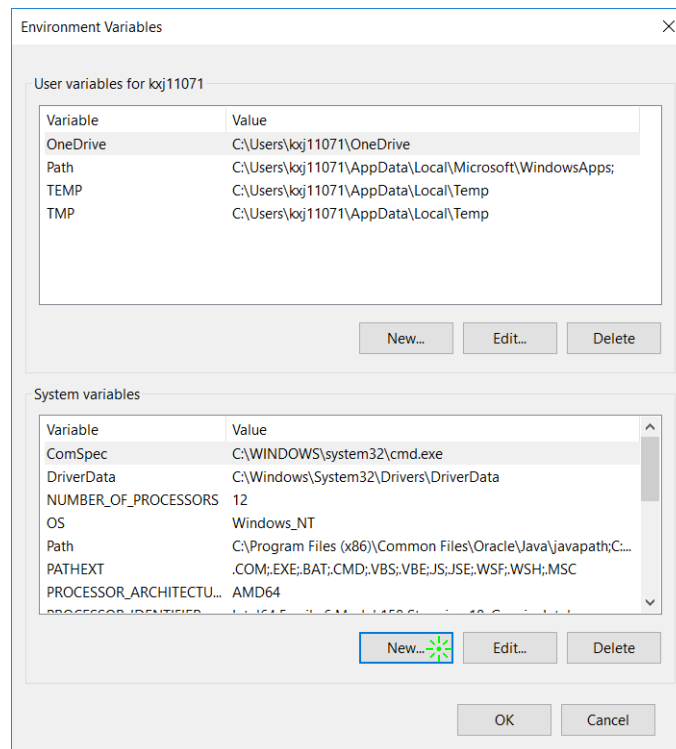 Environment Variables
User variables for kxj11071
Variable Value
OneDrive C:\Users\kxj11071\OneDrive
Path C:\Users\kxj11071\AppData\Local\Microsoft\WindowsApps;
TEMP C:\Users\kxj11071\AppData\Local\Temp
TMP C:\Users\kxj11071\AppData\Local\Temp
New... Edit... Delete
System variables
Variable Value
ComSpec C:\WINDOWS\system32\cmd.exe
DriverData C:\Windows\System32\Drivers\DriverData
NUMBER_OF_PROCESSORS 12
OS Windows_NT
Path C:\Program Files (x86)\Common Files\Oracle\Java\javapath;C:...
PATHEXT .COM;.EXE;.BAT;.CMD;.VBS;.VBE;.JS;.JSE;.WSF;.WSH;.MSC
PROCESSOR_ARCHITECTU... AMD64
New... Edit... Delete
OK Cancel